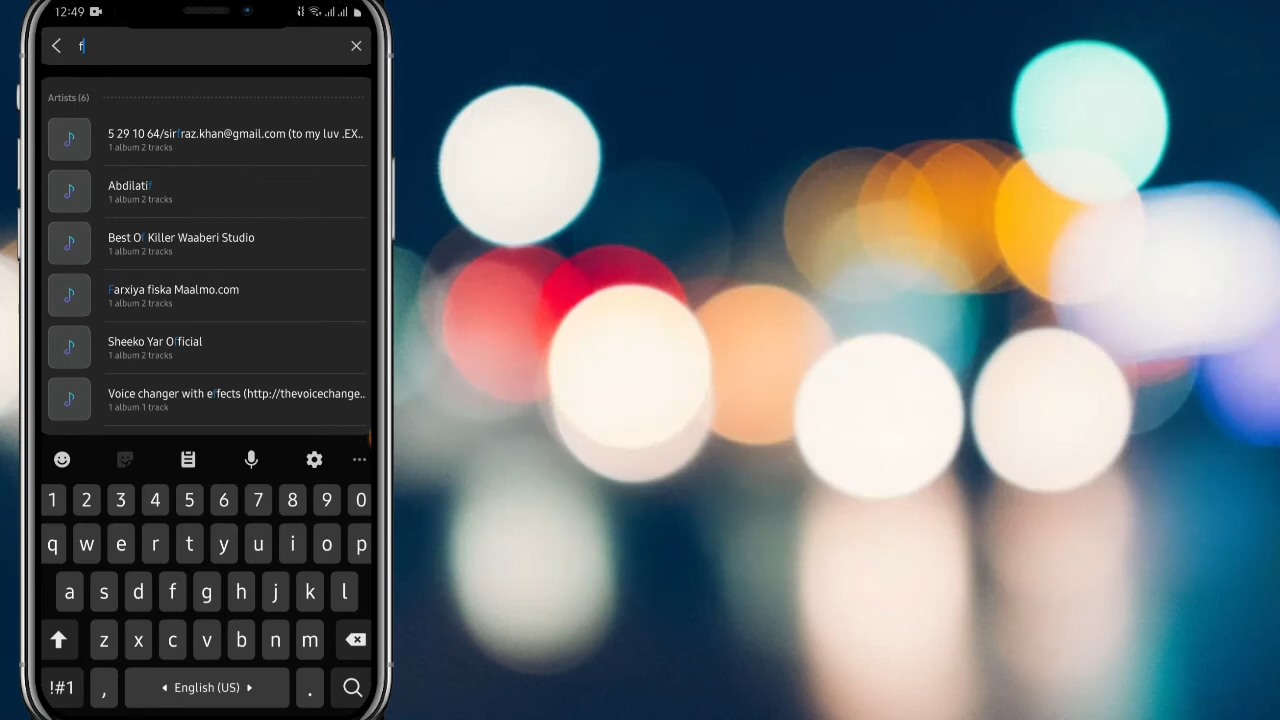 12:49
f
Artists (6)
5 29 10 64/sirfraz.khan@gmail.com (to my luv .EX..
1 album 2 tracks
Abdilatif
1 album 2 tracks
Best Of Killer Waaberi Studio
1 album 2 tracks
Farxiya fiska Maalmo.com
1 album 2 tracks
Sheeko Yar Official
1 album 2 tracks
Voice changer with effects (http://thevoicechange..
1 album 1 track
1 2 3 4 5 6 7 8 9 0
q w e r t y u i o p
a s d f g h j k l
z x c v b n m
!#1 , English (US) .